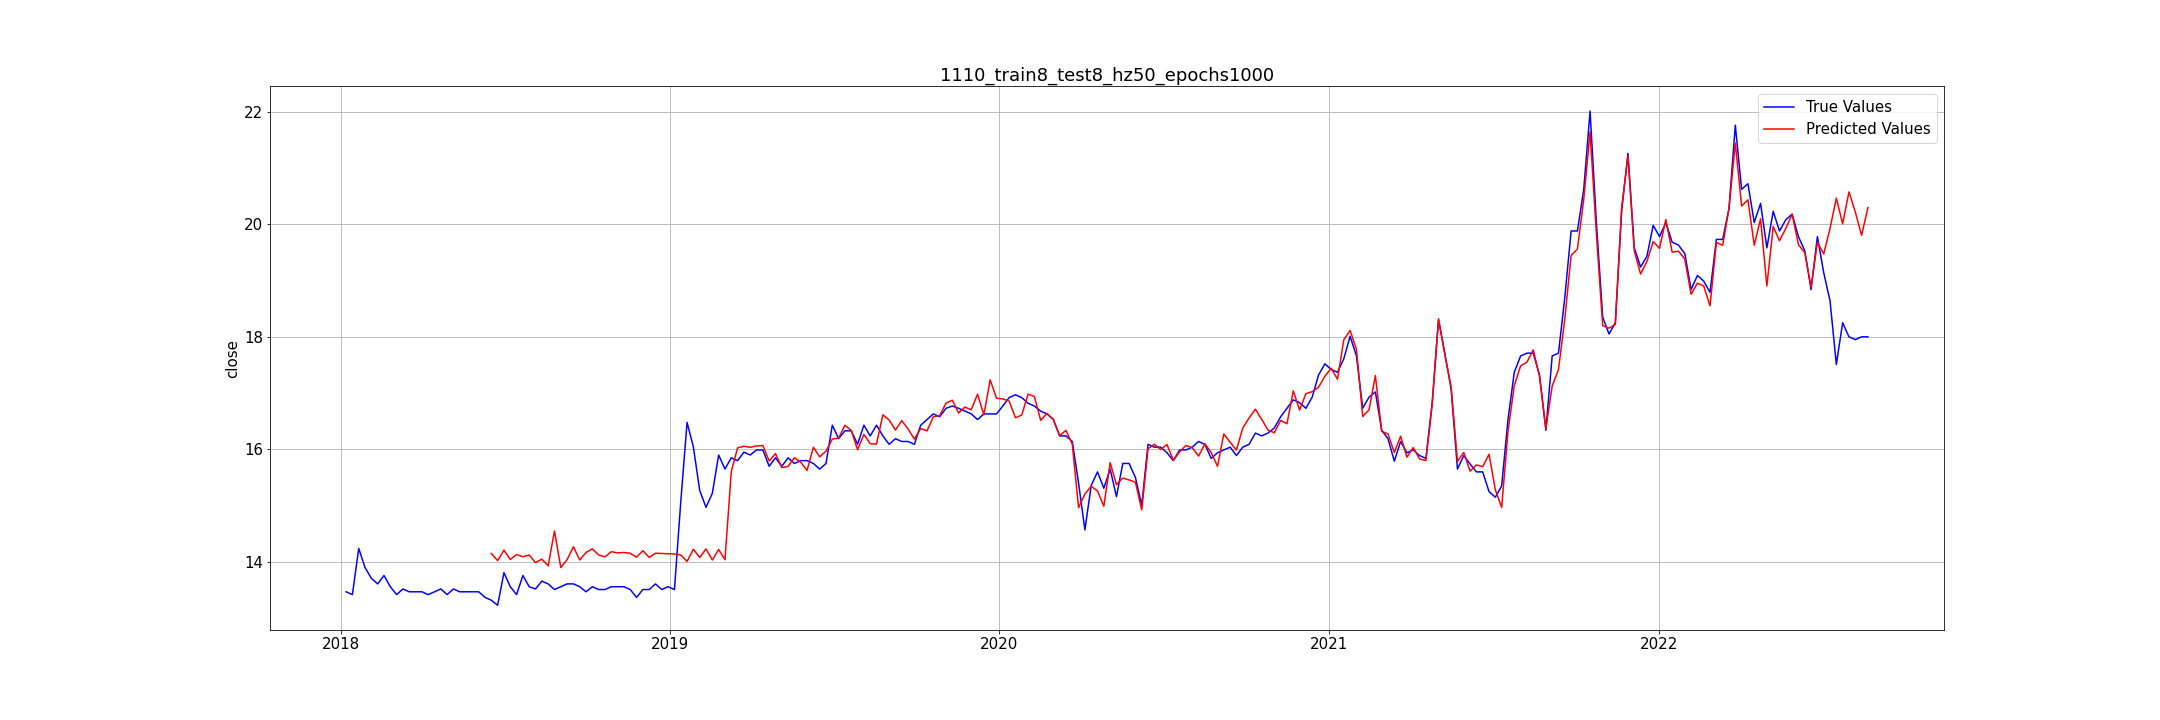 1110_train8_test8_hz50_epochs1000
True Values
Predicted Values
22
20
18
16
14
close
2018 2019 2020 2021 2022